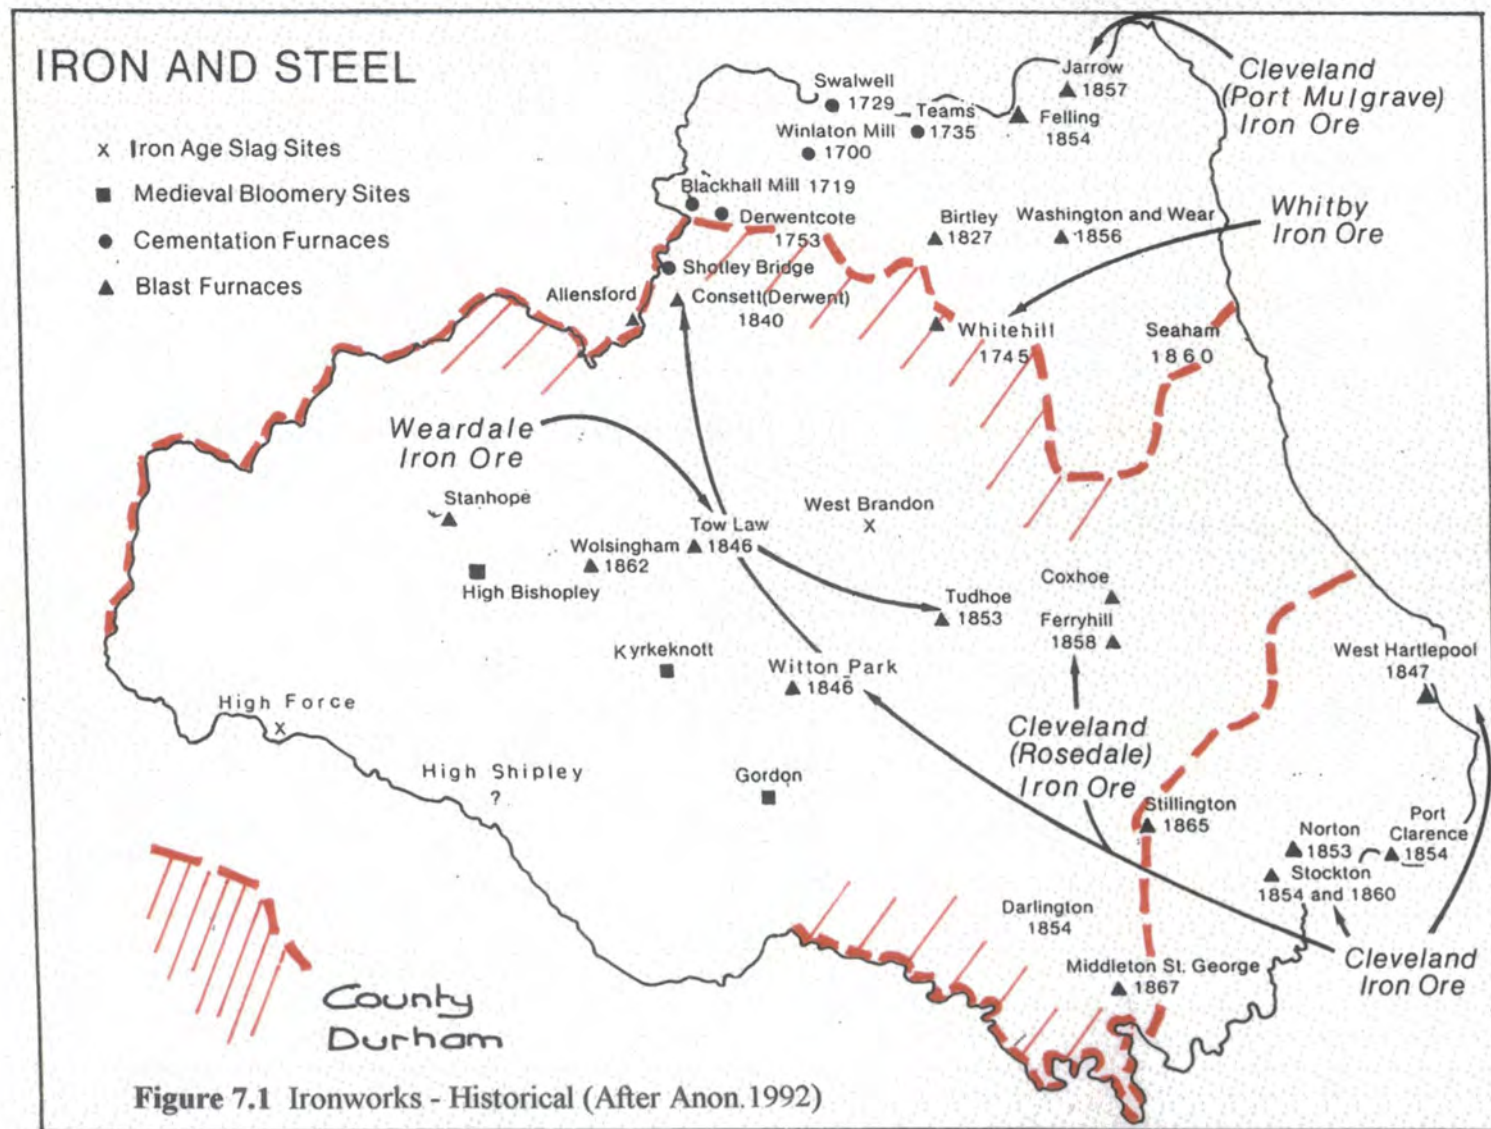 IRON AND STEEL
x Iron Age Slag Sites
■ Medieval Bloomery Sites
● Cementation Furnaces
▲ Blast Furnaces
Swalwell
1729
Teams
1735
Winlaton Mill
1700
Jarrow
1857
Felling
1854
Cleveland
(Port Mulgrave)
Iron Ore
Blackhall Mill 1719
Derwentcote
1753
Birtley
1827
Washington and Wear
1856
Whitby
Iron Ore
Shotley Bridge
Allensford
Consett(Derwent)
1840
Whitehill
1745
Seaham
1860
Weardale
Iron Ore
Stanhope
West Brandon
x
Tow Law
1846
Wolsingham
1862
High Bishopley
Tudhoe
1853
Coxhoe
Ferryhill
1858
Kyrkeknott
Witton Park
1846
West Hartlepool
1847
High Force
x
High Shipley
?
Gordon
Cleveland
(Rosedale)
Iron Ore
Stillington
1865
Norton
1853
Port
Clarence
1854
Stockton
1854 and 1860
Darlington
1854
Middleton St. George
1867
Cleveland
Iron Ore
County
Durham
Figure 7.1 Ironworks - Historical (After Anon.1992)